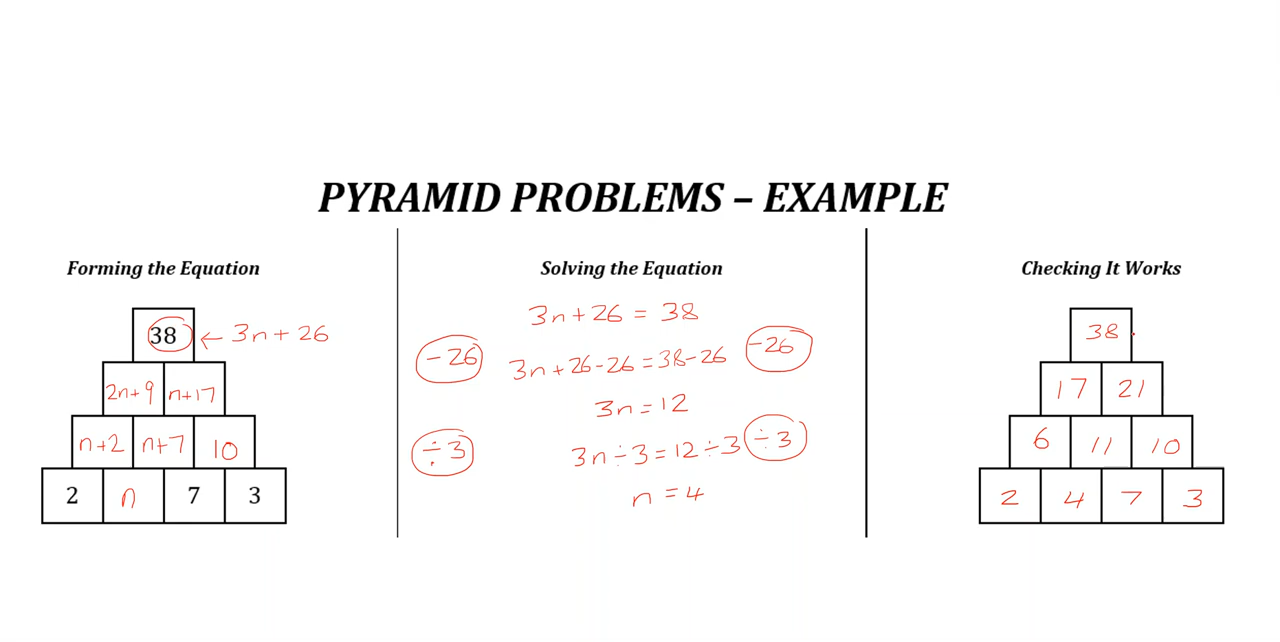 PYRAMID PROBLEMS – EXAMPLE
Forming the Equation
38 ← 3n + 26
2n+9 n+17
n+2 n+7 10
2 n 7 3
Solving the Equation
3n + 26 = 38
-26 3n + 26 - 26 = 38 - 26 -26
3n = 12
÷3 3n ÷ 3 = 12 ÷ 3 ÷3
n = 4
Checking It Works
38
17 21
6 11 10
2 4 7 3